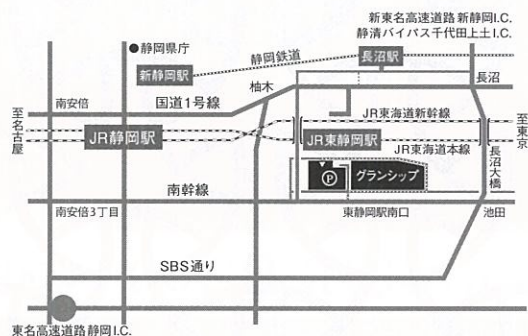 新東名高速道路 新静岡I.C.
静清バイパス千代田上土I.C.
●静岡県庁
静岡鉄道
長沼駅
新静岡駅
柚木
長沼
南安倍
国道1号線
JR東海道新幹線
至名古屋
JR静岡駅
JR東静岡駅
至東京
JR東海道本線
長沼大橋
P
グランシップ
南幹線
南安倍3丁目
東静岡駅南口
池田
SBS通り
東名高速道路 静岡I.C.